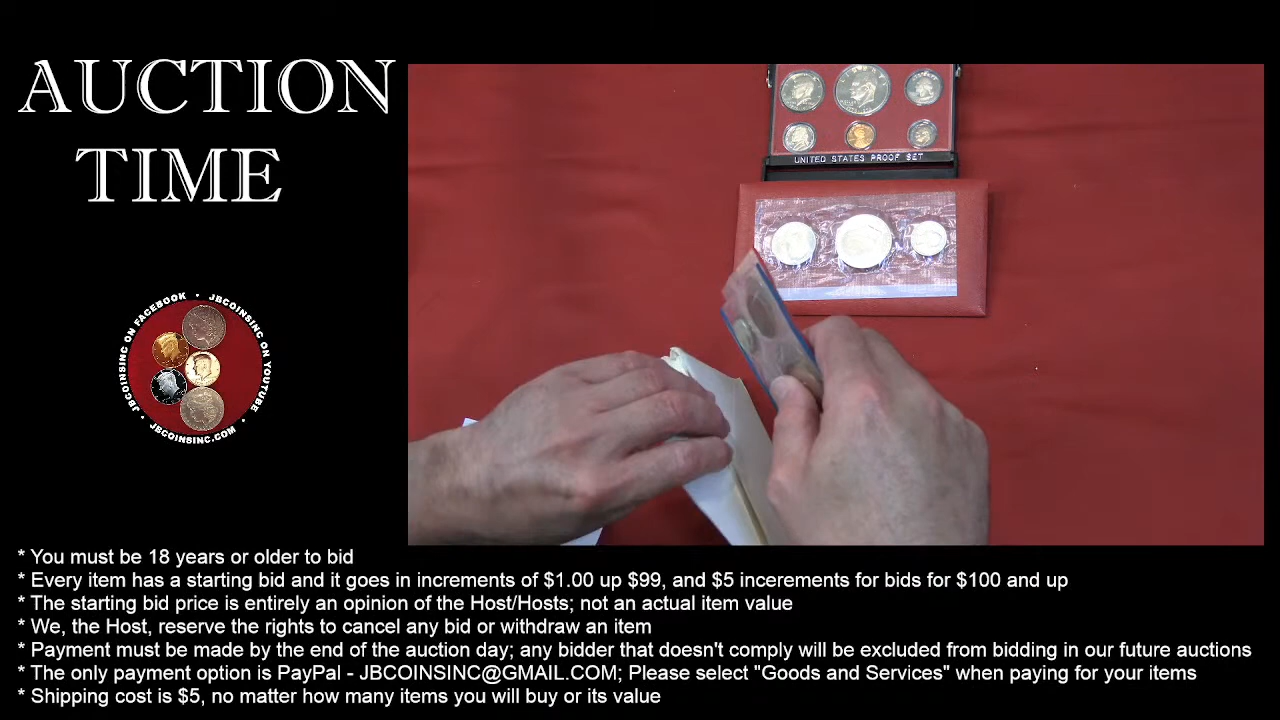 AUCTION
TIME
UNITED STATES PROOF SET
LIBERTY
JBCOINSINC ON FACEBOOK • JBCOINSINC ON YOUTUBE • JBCOINSINC.COM •
* You must be 18 years or older to bid
* Every item has a starting bid and it goes in increments of $1.00 up $99, and $5 incerements for bids for $100 and up
* The starting bid price is entirely an opinion of the Host/Hosts; not an actual item value
* We, the Host, reserve the rights to cancel any bid or withdraw an item
* Payment must be made by the end of the auction day; any bidder that doesn't comply will be excluded from bidding in our future auctions
* The only payment option is PayPal - JBCOINSINC@GMAIL.COM; Please select "Goods and Services" when paying for your items
* Shipping cost is $5, no matter how many items you will buy or its value